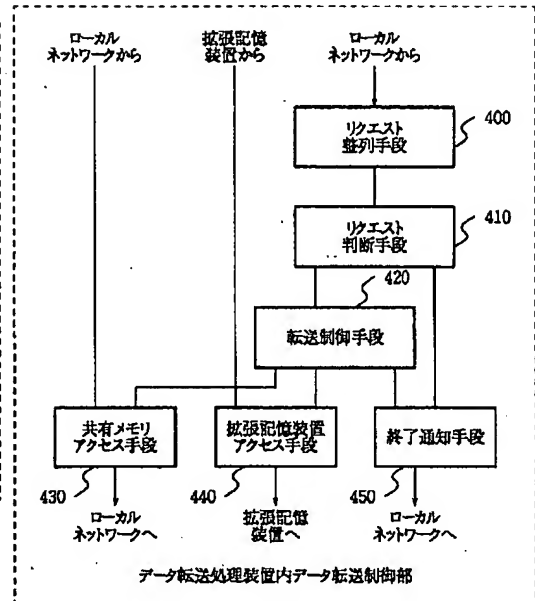 ローカル
ネットワークから
拡張記憶
装置から
ローカル
ネットワークから
リクエスト
整列手段
400
リクエスト
判断手段
410
420
転送制御手段
共有メモリ
アクセス手段
拡張記憶装置
アクセス手段
終了通知手段
430
440
450
ローカル
ネットワークへ
拡張記憶
装置へ
ローカル
ネットワークへ
データ転送処理装置内データ転送制御部